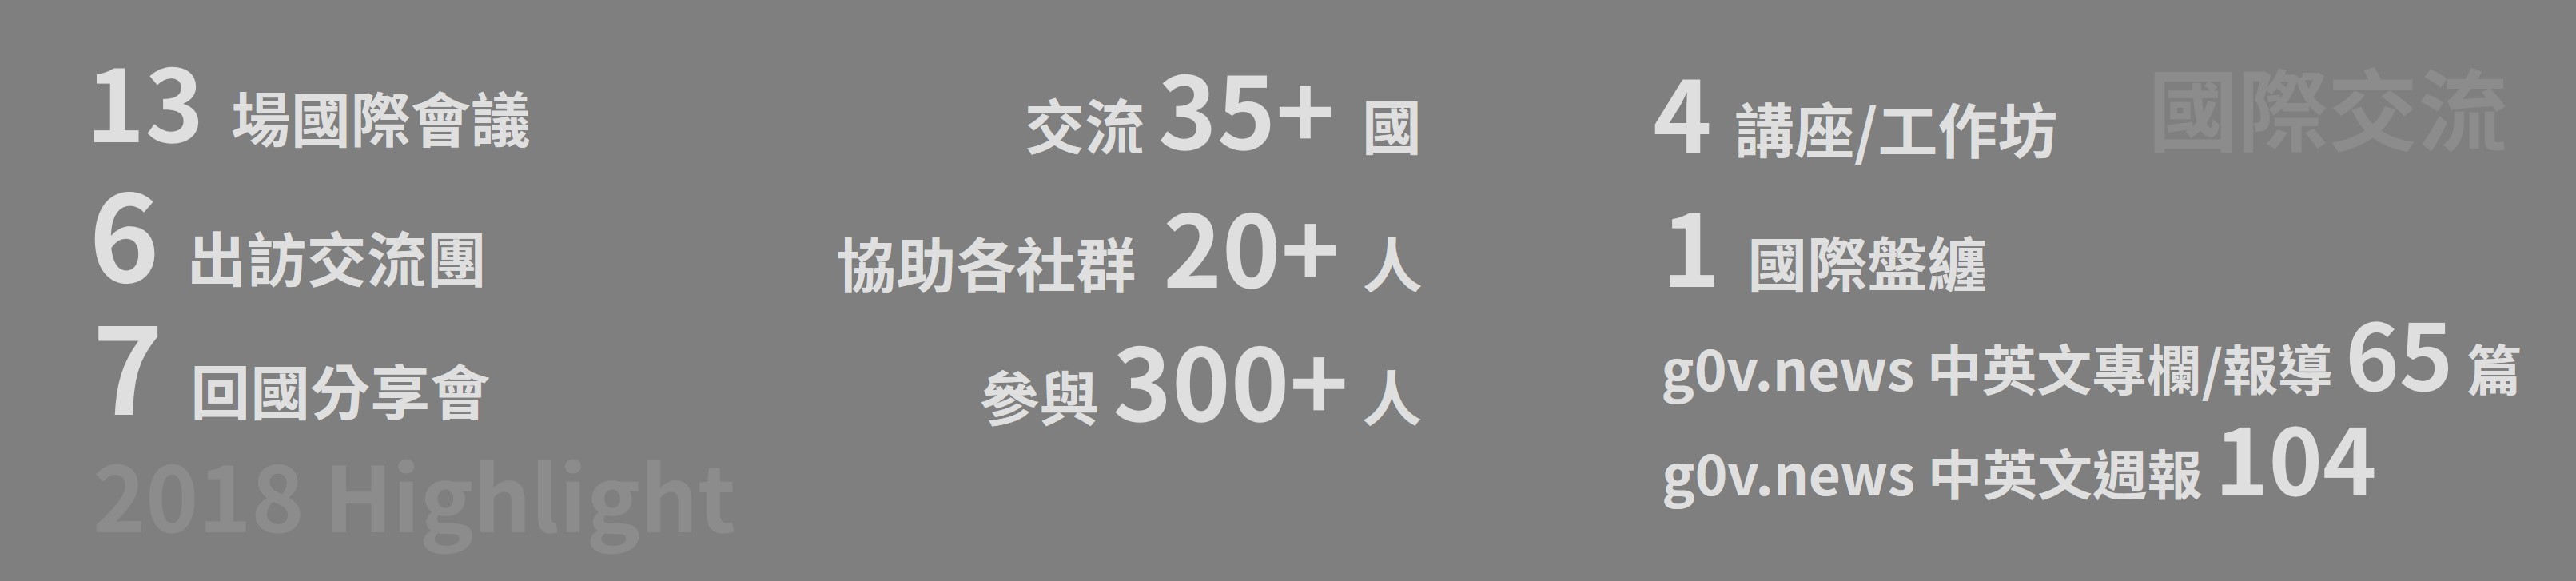 13 場國際會議
6 出訪交流團
7 回國分享會
2018 Highlight
交流 35+ 國
協助各社群 20+ 人
參與 300+ 人
國際交流
4 講座/工作坊
1 國際盤纏
g0v.news 中英文專欄/報導 65 篇
g0v.news 中英文週報 104